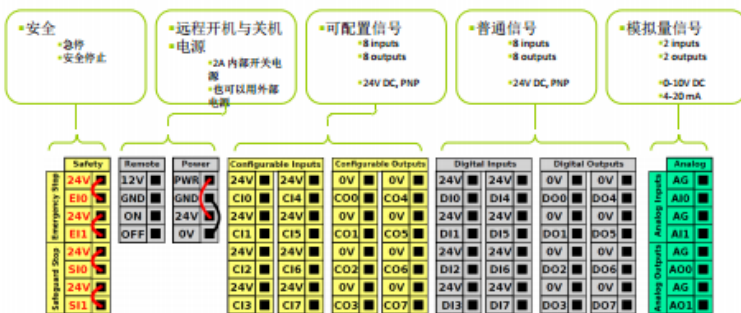 ▪安全
▪急停
▪安全停止
▪远程开机与关机
▪电源
▪2A 内部开关电
源
▪也可以用外部
电源
▪可配置信号
▪8 inputs
▪8 outputs
▪24V DC, PNP
▪普通信号
▪8 inputs
▪8 outputs
▪24V DC, PNP
▪模拟量信号
▪2 inputs
▪2 outputs
▪0-10V DC
▪4-20 mA
Safety
Emergency Stop
24V
EI0
24V
EI1
Safeguard Stop
24V
SI0
24V
SI1
Remote
12V
GND
ON
OFF
Power
PWR
GND
24V
0V
Configurable Inputs
24V 24V
CI0 CI4
24V 24V
CI1 CI5
24V 24V
CI2 CI6
24V 24V
CI3 CI7
Configurable Outputs
0V 0V
CO0 CO4
0V 0V
CO1 CO5
0V 0V
CO2 CO6
0V 0V
CO3 CO7
Digital Inputs
24V 24V
DI0 DI4
24V 24V
DI1 DI5
24V 24V
DI2 DI6
24V 24V
DI3 DI7
Digital Outputs
0V 0V
DO0 DO4
0V 0V
DO1 DO5
0V 0V
DO2 DO6
0V 0V
DO3 DO7
Analog
Analog Inputs
AG
AI0
AG
AI1
Analog Outputs
AG
AO0
AG
AO1